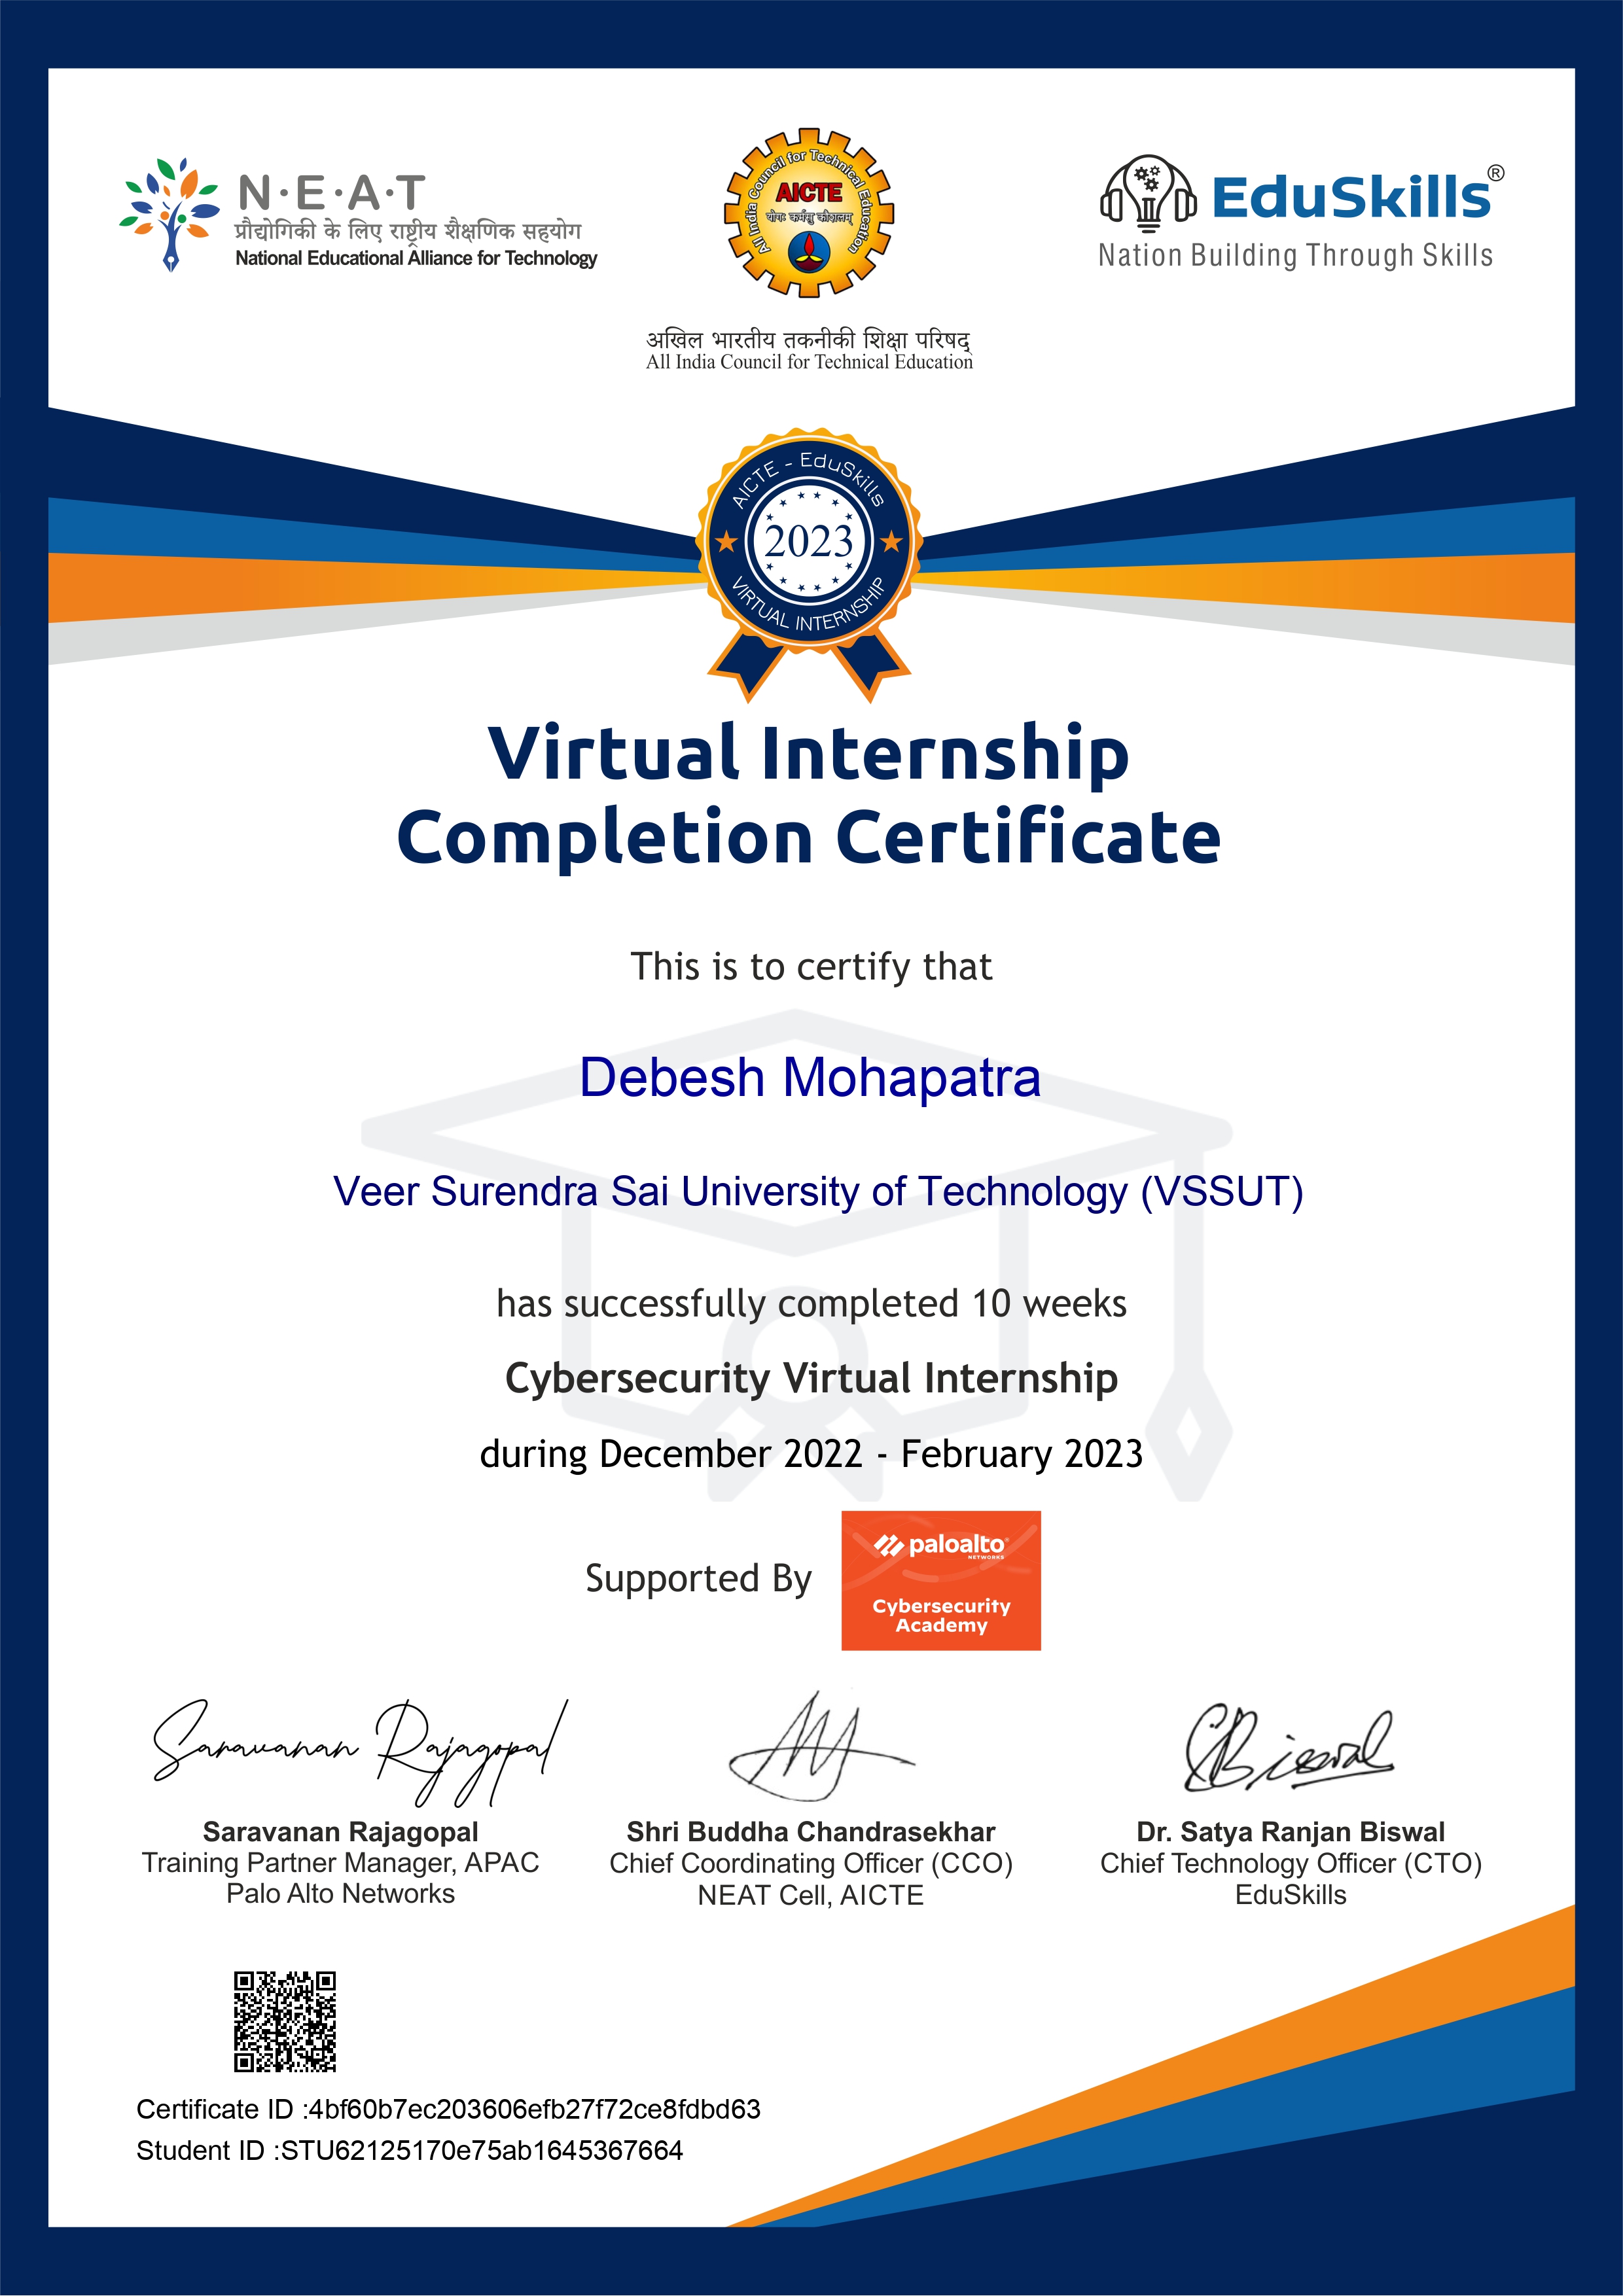 N·E·A·T
प्रौद्योगिकी के लिए राष्ट्रीय शैक्षणिक सहयोग
National Educational Alliance for Technology
All India Council for Technical Education
AICTE
योगः कर्मसु कौशलम्
अखिल भारतीय तकनीकी शिक्षा परिषद्
All India Council for Technical Education
EduSkills®
Nation Building Through Skills
AICTE - EduSkills
2023
VIRTUAL INTERNSHIP
Virtual Internship
Completion Certificate
This is to certify that
Debesh Mohapatra
Veer Surendra Sai University of Technology (VSSUT)
has successfully completed 10 weeks
Cybersecurity Virtual Internship
during December 2022 - February 2023
Supported By
paloalto
NETWORKS
Cybersecurity
Academy
Saravanan Rajagopal
Saravanan Rajagopal
Training Partner Manager, APAC
Palo Alto Networks
Shri Buddha Chandrasekhar
Chief Coordinating Officer (CCO)
NEAT Cell, AICTE
SRBiswal
Dr. Satya Ranjan Biswal
Chief Technology Officer (CTO)
EduSkills
Certificate ID :4bf60b7ec203606efb27f72ce8fdbd63
Student ID :STU62125170e75ab1645367664